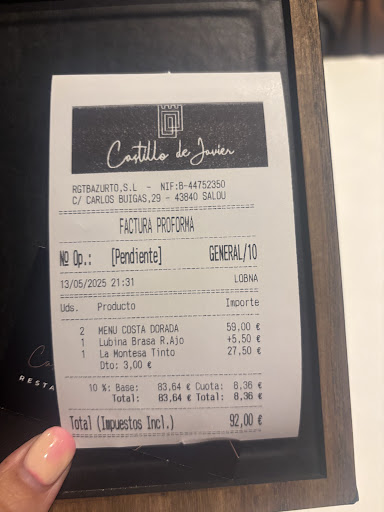 Castillo de Javier
RGTBAZURTO,S.L - NIF:B-44752350
C/ CARLOS BUIGAS,29 - 43840 SALOU
FACTURA PROFORMA
Nº Op.: [Pendiente] GENERAL/10
13/05/2025 21:31 LOBNA
Uds. Producto Importe
2 MENU COSTA DORADA 59,00 €
1 Lubina Brasa R.Ajo +5,50 €
1 La Montesa Tinto 27,50 €
Dto: 3,00 €
10 %: Base: 83,64 € Cuota: 8,36 €
Total: 83,64 € Total: 8,36 €
Total (Impuestos Incl.) 92,00 €